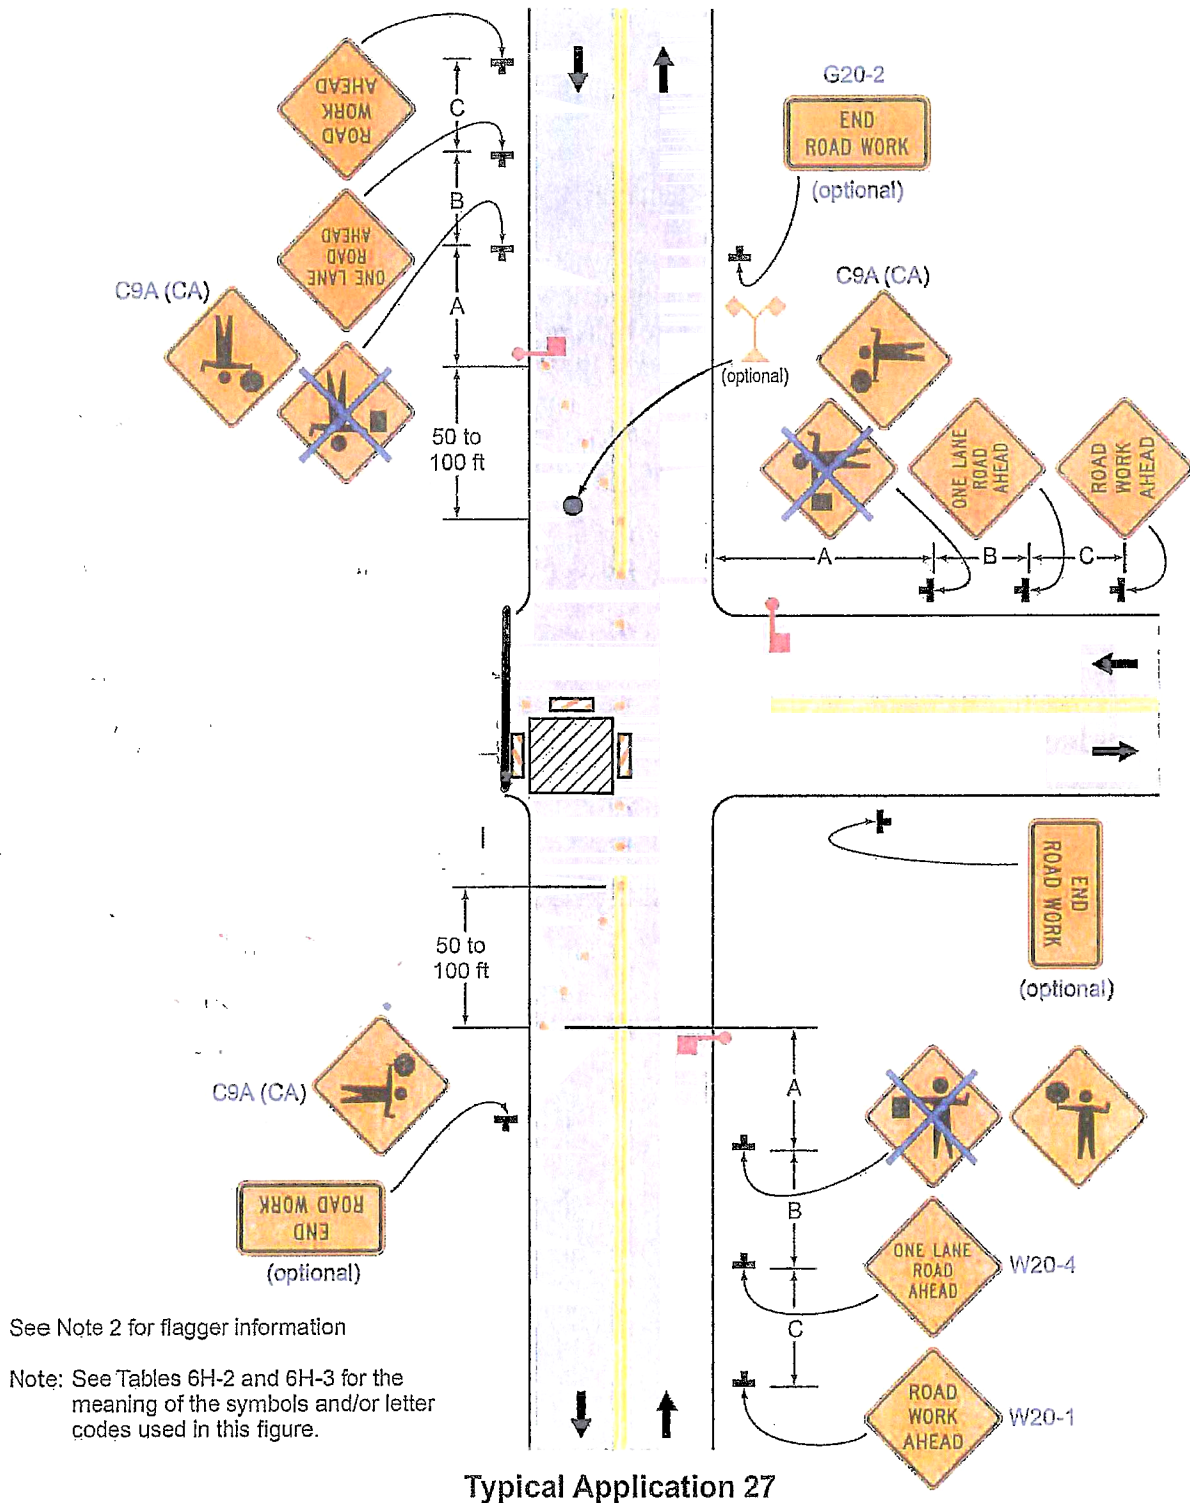 ROAD
WORK
AHEAD
C
G20-2
END
ROAD WORK
(optional)
B
ONE LANE
ROAD
AHEAD
A
C9A (CA)
C9A (CA)
(optional)
50 to
100 ft
ONE LANE
ROAD
AHEAD
ROAD
WORK
AHEAD
A
B
C
END
ROAD WORK
(optional)
50 to
100 ft
C9A (CA)
A
B
END
ROAD WORK
(optional)
ONE LANE
ROAD
AHEAD
W20-4
C
ROAD
WORK
AHEAD
W20-1
See Note 2 for flagger information
Note: See Tables 6H-2 and 6H-3 for the
meaning of the symbols and/or letter
codes used in this figure.
Typical Application 27